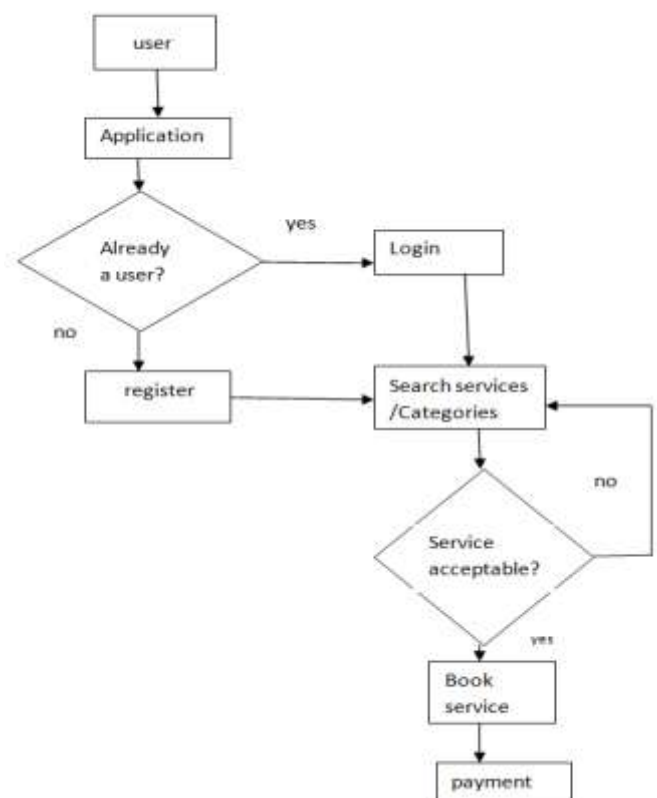 user
Application
yes
Already
a user?
Login
no
register
Search services
/Categories
no
Service
acceptable?
yes
Book
service
payment